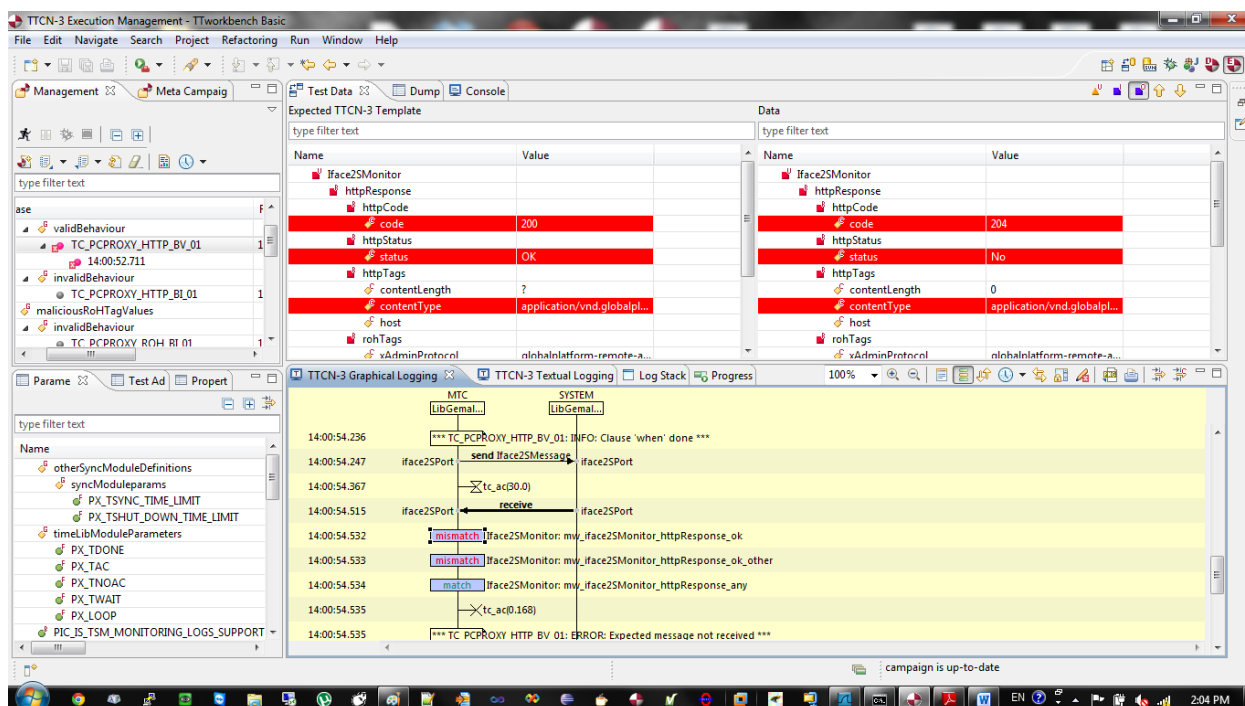 TTCN-3 Execution Management - TTworkbench Basic
File Edit Navigate Search Project Refactoring Run Window Help
Management Meta Campaig
type filter text
ase F
validBehaviour
TC_PCPROXY_HTTP_BV_01 1
14:00:52.711
invalidBehaviour
TC_PCPROXY_HTTP_BI_01 1
maliciousRoHTagValues
invalidBehaviour
TC_PCPROXY_ROH_BI_01 1
Test Data Dump Console
Expected TTCN-3 Template
type filter text
Name Value
Iface2SMonitor
httpResponse
httpCode
code 200
httpStatus
status OK
httpTags
contentLength ?
contentType application/vnd.globalpl...
host
rohTags
xAdminProtocol globalplatform-remote-a...
Data
type filter text
Name Value
Iface2SMonitor
httpResponse
httpCode
code 204
httpStatus
status No
httpTags
contentLength 0
contentType application/vnd.globalpl...
host
rohTags
xAdminProtocol globalplatform-remote-a...
Parame Test Ad Propert
type filter text
Name
otherSyncModuleDefinitions
syncModuleparams
PX_TSYNC_TIME_LIMIT
PX_TSHUT_DOWN_TIME_LIMIT
timeLibModuleParameters
PX_TDONE
PX_TAC
PX_TNOAC
PX_TWAIT
PX_LOOP
PIC_IS_TSM_MONITORING_LOGS_SUPPORT
TTCN-3 Graphical Logging TTCN-3 Textual Logging Log Stack Progress 100%
MTC SYSTEM
LibGemal... LibGemal...
14:00:54.236 *** TC_PCPROXY_HTTP_BV_01: INFO: Clause 'when' done ***
14:00:54.247 iface2SPort send Iface2SMessage iface2SPort
14:00:54.367 tc_ac(30.0)
14:00:54.515 iface2SPort receive iface2SPort
14:00:54.532 mismatch Iface2SMonitor: mw_iface2SMonitor_httpResponse_ok
14:00:54.533 mismatch Iface2SMonitor: mw_iface2SMonitor_httpResponse_ok_other
14:00:54.534 match Iface2SMonitor: mw_iface2SMonitor_httpResponse_any
14:00:54.535 tc_ac(0.168)
14:00:54.535 *** TC_PCPROXY_HTTP_BV_01: ERROR: Expected message not received ***
campaign is up-to-date
EN 2:04 PM